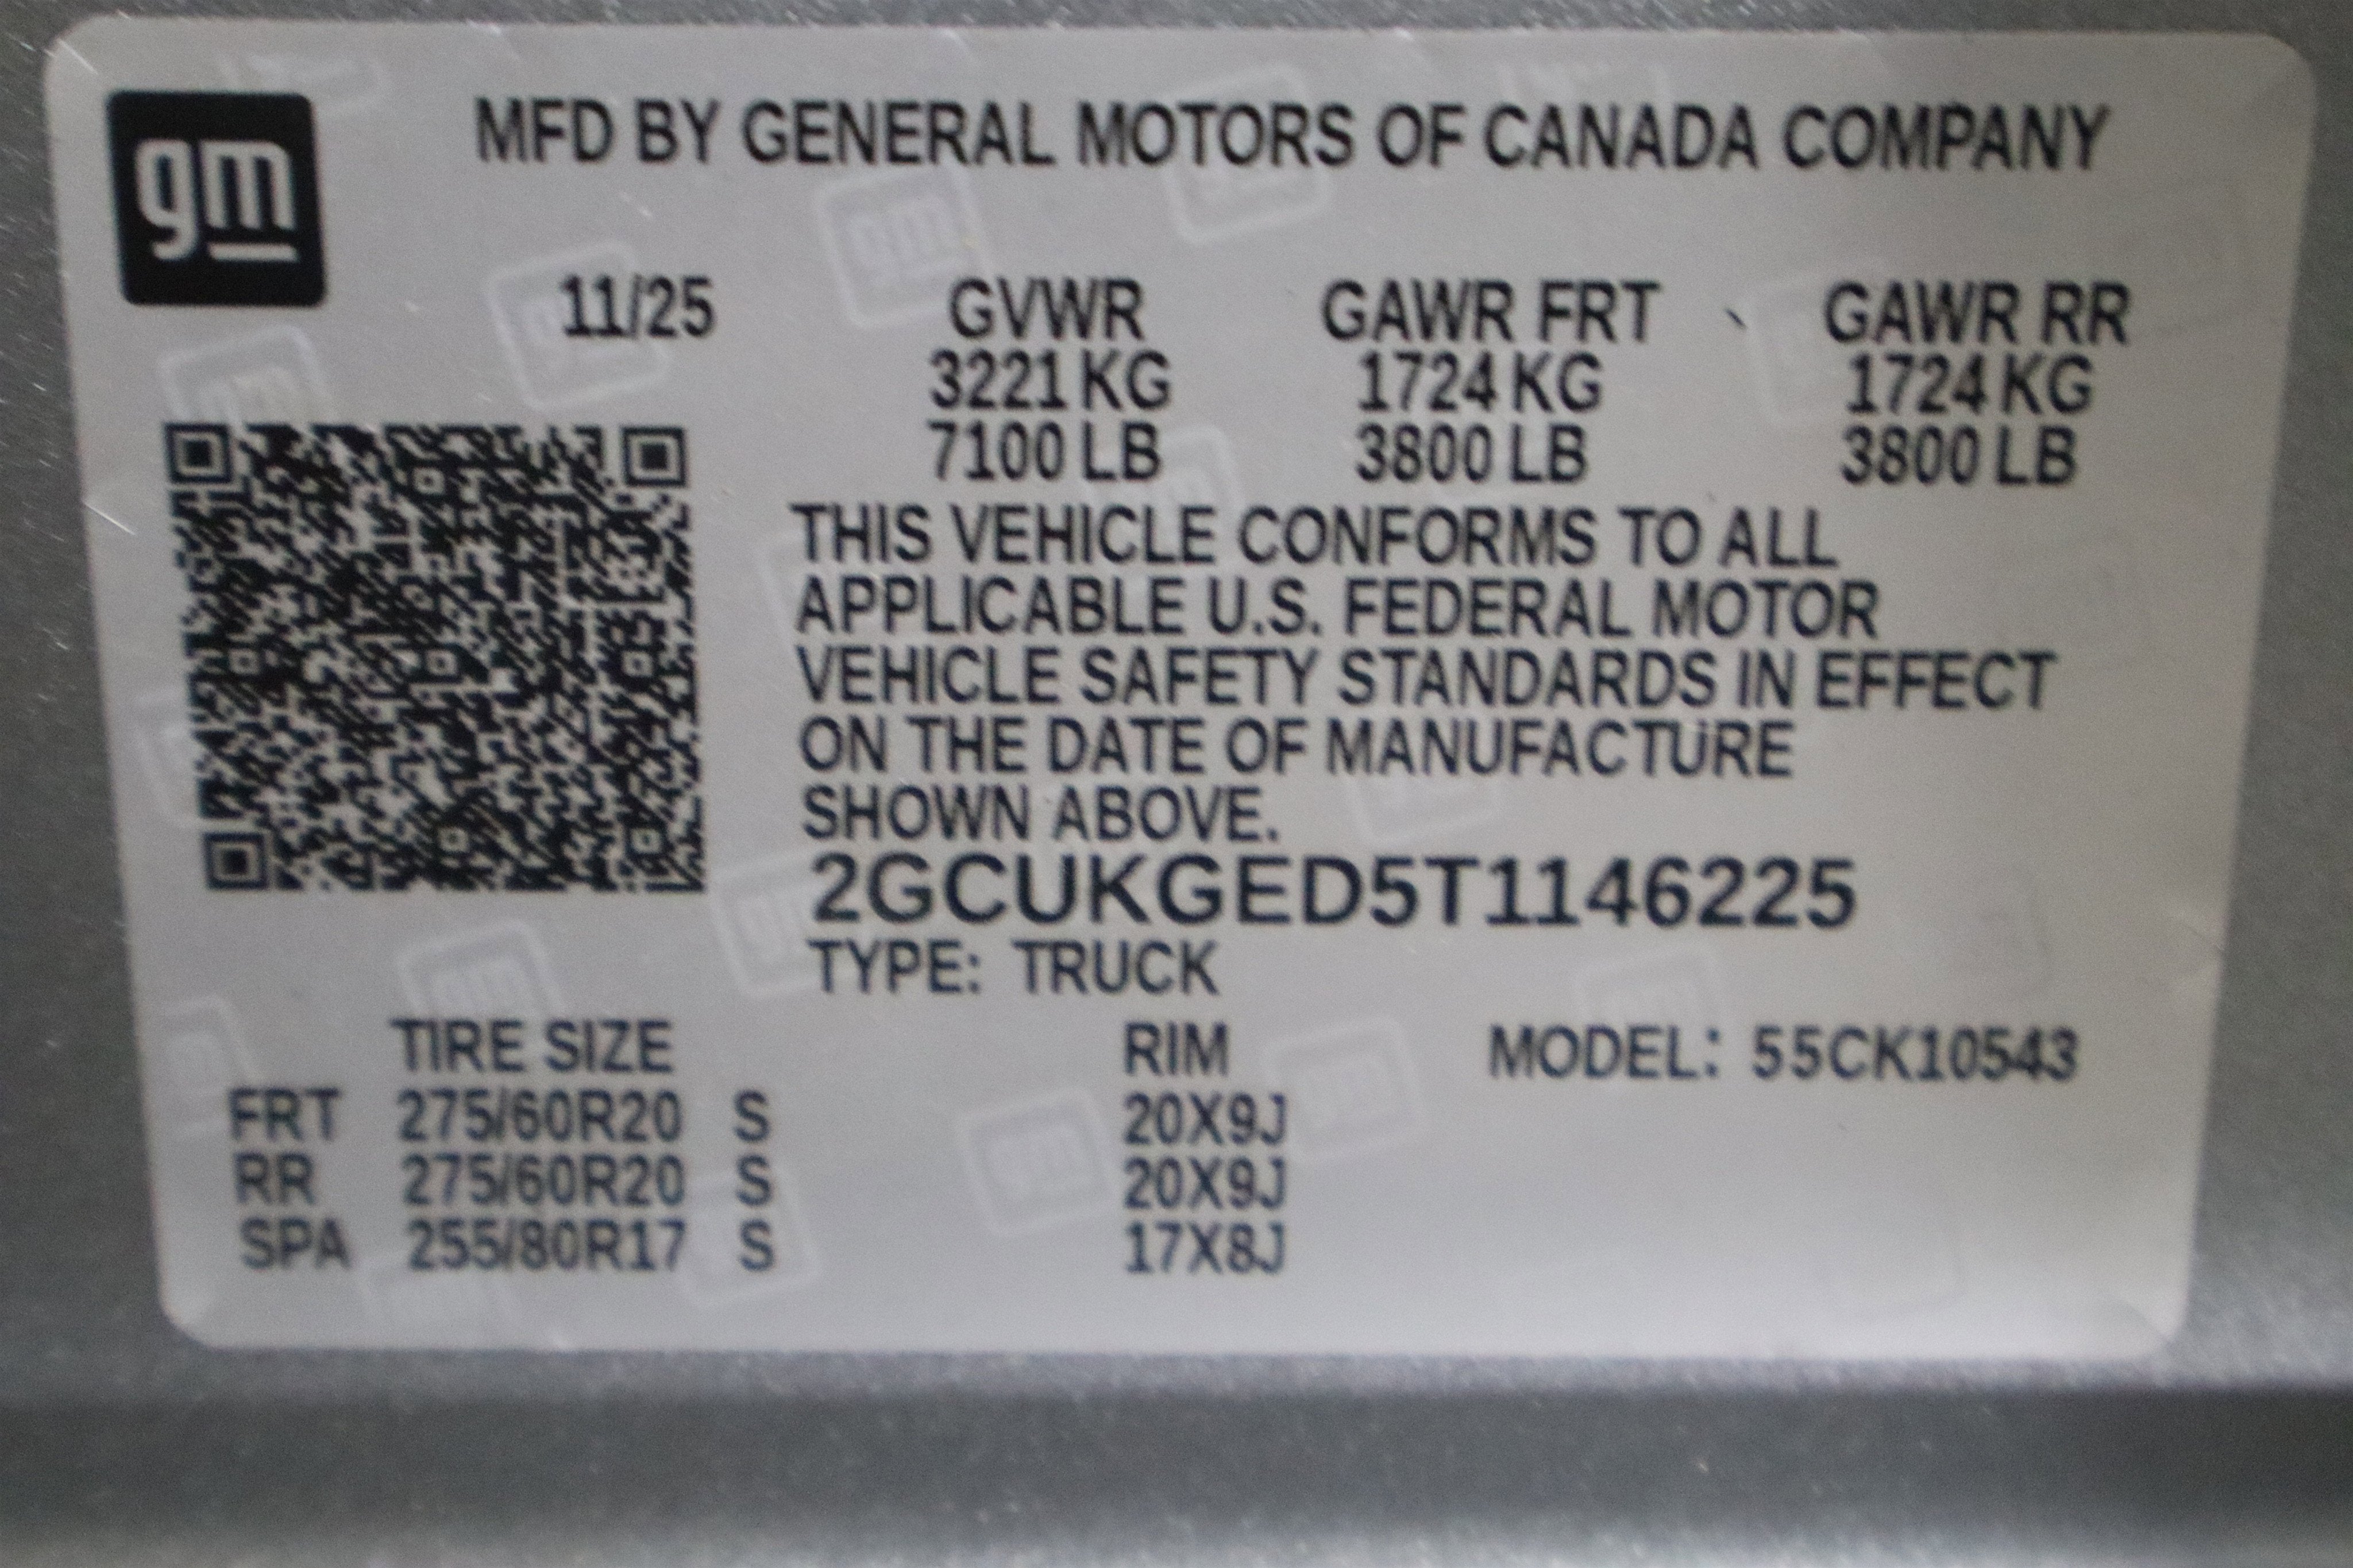 gm
MFD BY GENERAL MOTORS OF CANADA COMPANY
11/25 GVWR GAWR FRT GAWR RR
3221 KG 1724 KG 1724 KG
7100 LB 3800 LB 3800 LB
THIS VEHICLE CONFORMS TO ALL
APPLICABLE U.S. FEDERAL MOTOR
VEHICLE SAFETY STANDARDS IN EFFECT
ON THE DATE OF MANUFACTURE
SHOWN ABOVE.
2GCUKGED5T1146225
TYPE: TRUCK
TIRE SIZE RIM MODEL: 55CK10543
FRT 275/60R20 S 20X9J
RR 275/60R20 S 20X9J
SPA 255/80R17 S 17X8J